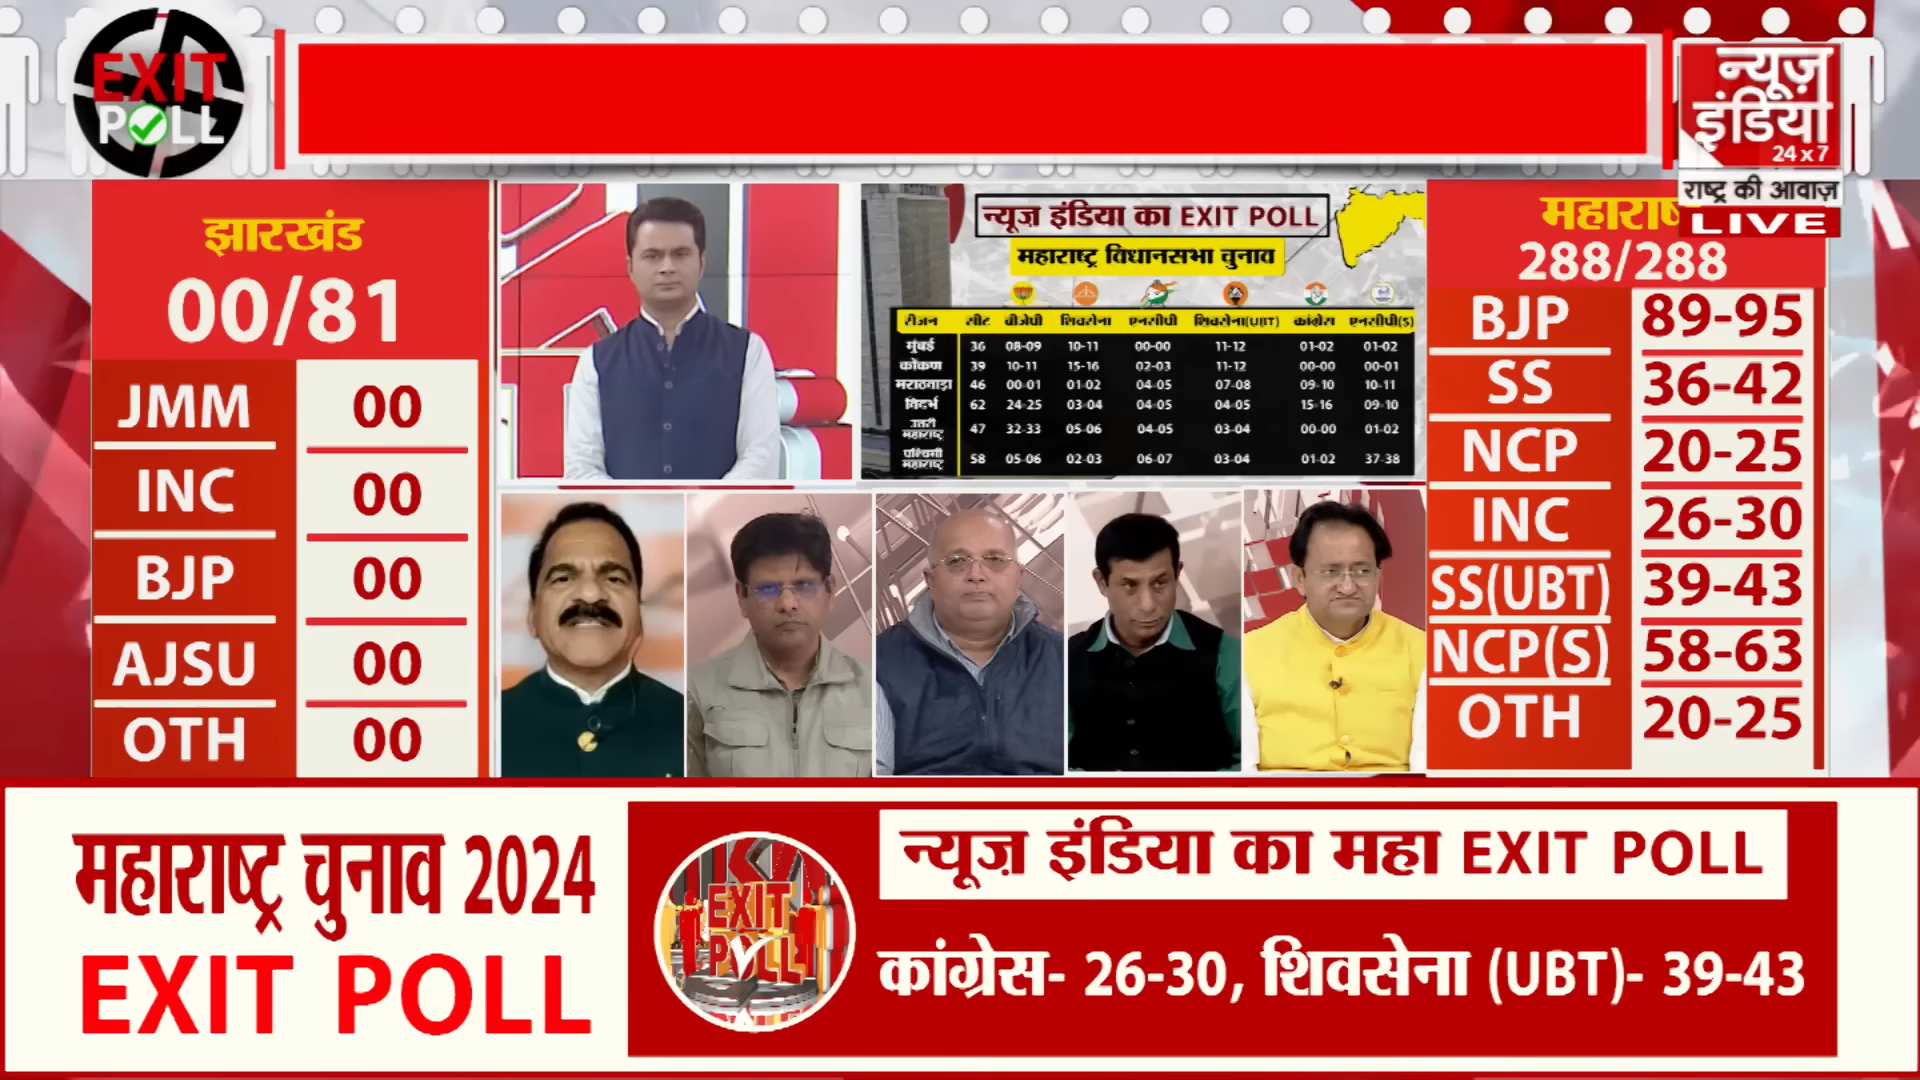 EXIT
POLL
न्यूज़
इंडिया
24x7
राष्ट्र की आवाज़
LIVE
झारखंड
00/81
JMM 00
INC 00
BJP 00
AJSU 00
OTH 00
न्यूज़ इंडिया का EXIT POLL
महाराष्ट्र विधानसभा चुनाव
रीजन सीट बीजेपी शिवसेना एनसीपी शिवसेना(UBT) कांग्रेस एनसीपी(S)
मुंबई 36 08-09 10-11 00-00 11-12 01-02 01-02
कोंकण 39 10-11 15-16 02-03 11-12 00-00 00-01
मराठवाड़ा 46 00-01 01-02 04-05 07-08 09-10 10-11
विदर्भ 62 24-25 03-04 04-05 04-05 15-16 09-10
उत्तरी
महाराष्ट्र 47 32-33 05-06 04-05 03-04 00-00 01-02
पश्चिमी
महाराष्ट्र 58 05-06 02-03 06-07 03-04 01-02 37-38
288/288
BJP 89-95
SS 36-42
NCP 20-25
INC 26-30
SS(UBT) 39-43
NCP(S) 58-63
OTH 20-25
महाराष्ट्र चुनाव 2024
EXIT POLL
EXIT
POLL
न्यूज़ इंडिया का महा EXIT POLL
कांग्रेस- 26-30, शिवसेना (UBT)- 39-43